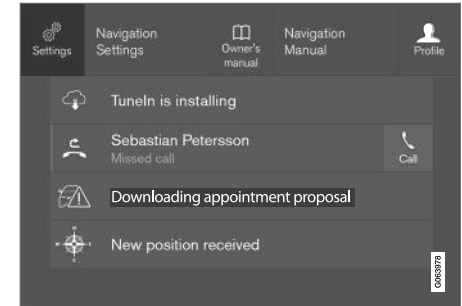 Settings
Navigation
Settings
Owner's
manual
Navigation
Manual
Profile
TuneIn is installing
Sebastian Petersson
Missed call
Call
Downloading appointment proposal
New position received
G063978